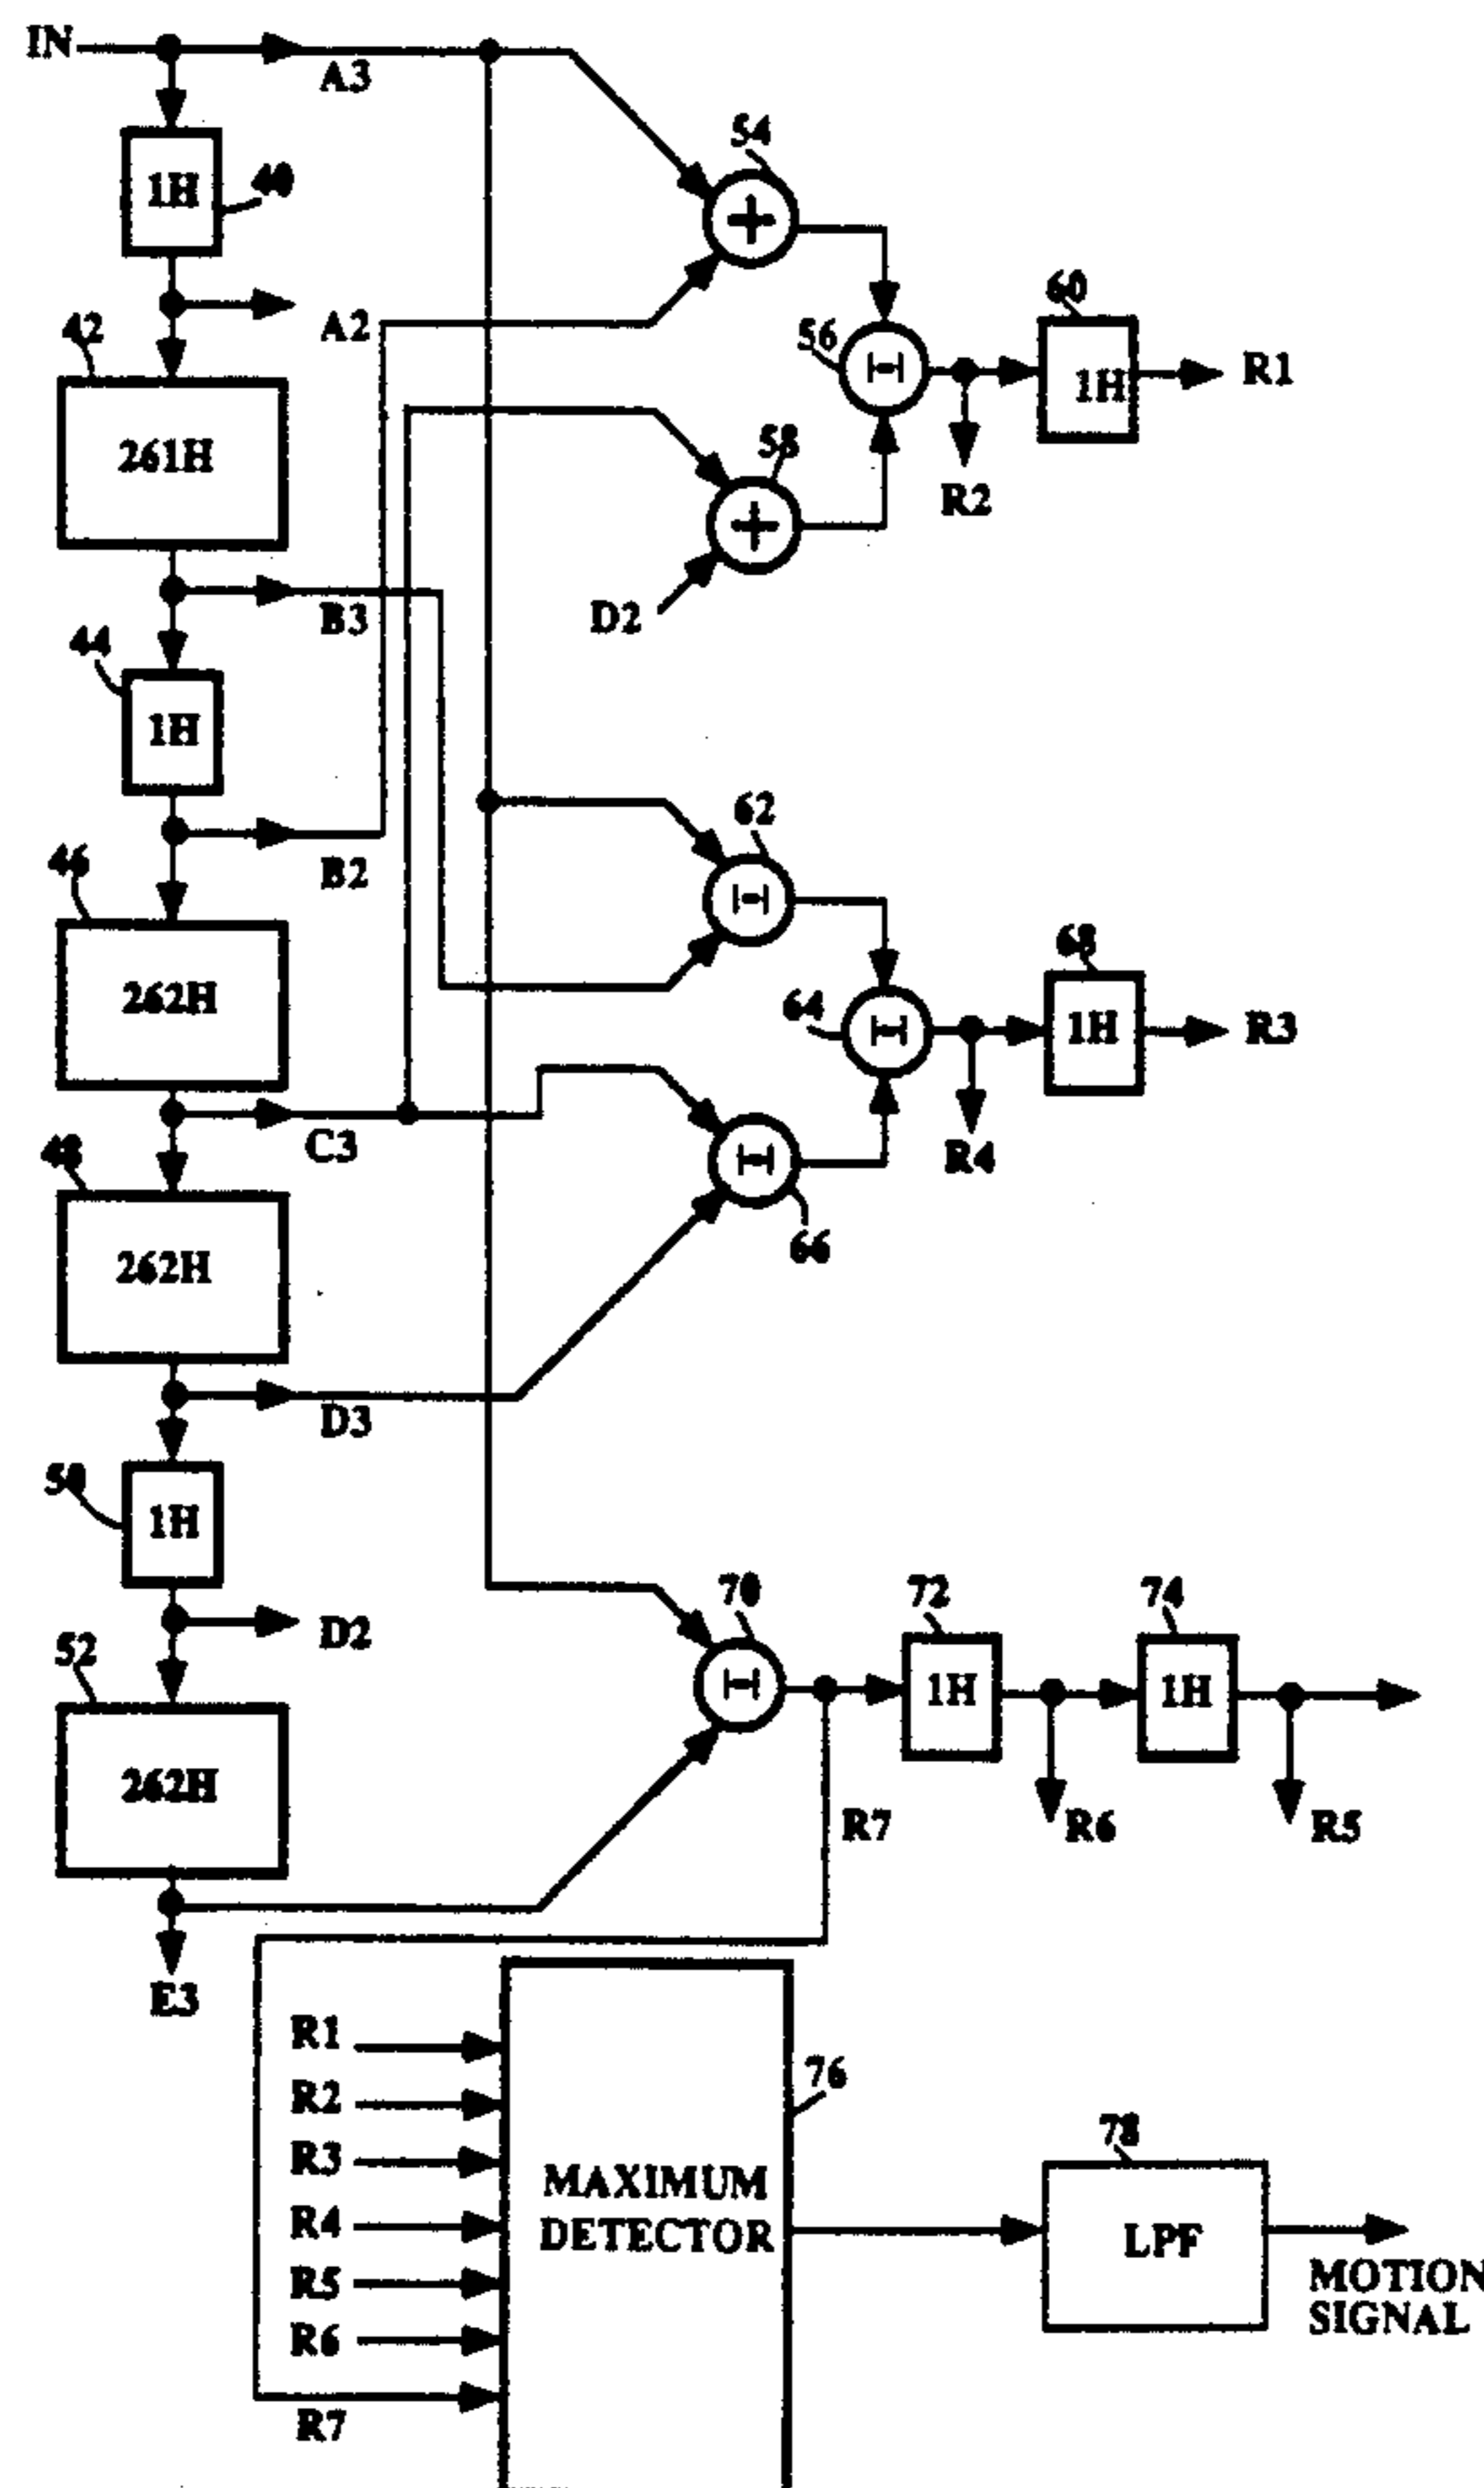 IN
A3
54
1H
40
A2
60
42
56
1H
R1
261H
58
R2
B3
D2
44
1H
62
46
B2
68
262H
64
1H
R3
C3
R4
48
66
262H
D3
50
1H
70
72
74
52
D2
1H
1H
262H
R7
R6
R5
E3
R1
R2
R3
R4
R5
R6
R7
76
MAXIMUM
DETECTOR
78
LPF
MOTION
SIGNAL